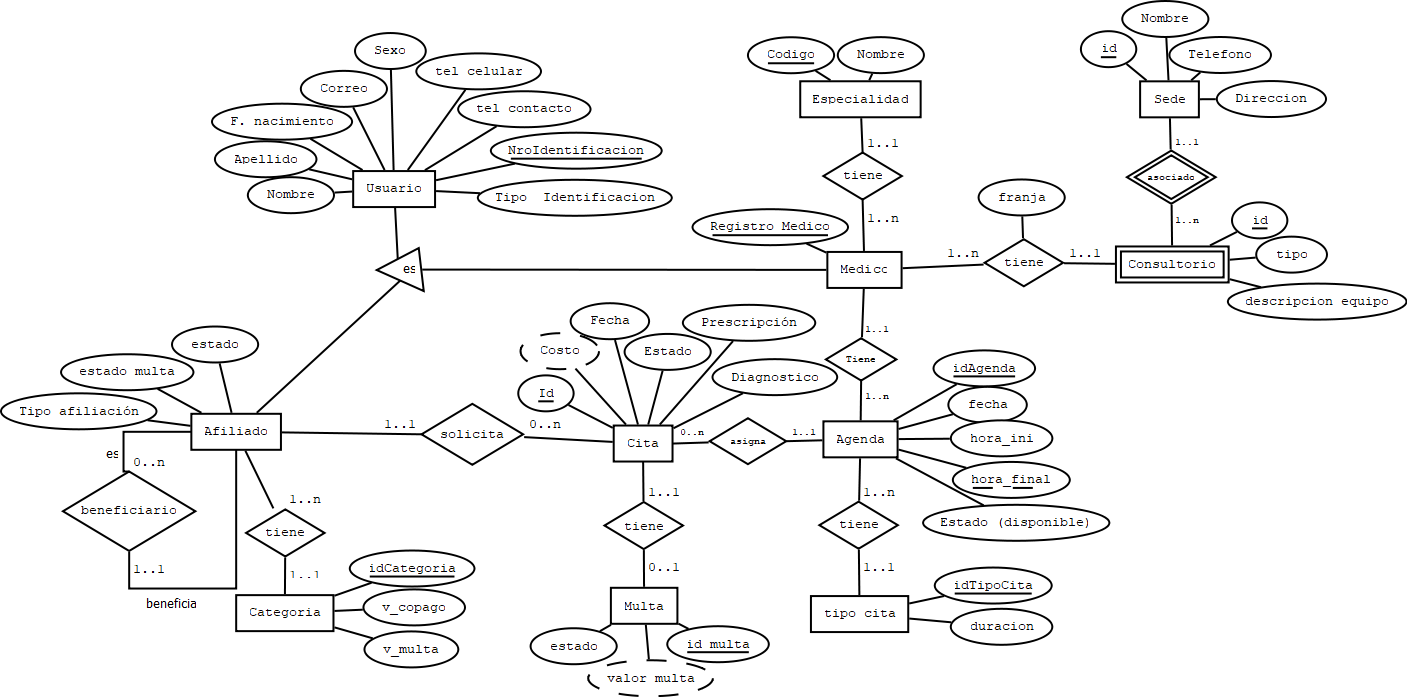 Nombre
Sexo
id
Codigo
Nombre
Telefono
tel celular
Correo
Especialidad
Sede
Direccion
tel contacto
F. nacimiento
1..1
1..1
NroIdentificacion
Apellido
tiene
asociado
Usuario
Nombre
Tipo Identificacion
franja
1..n
1..n
id
Registro Medico
1..n
1..1
tipo
es
Medico
tiene
Consultorio
descripcion equipo
Fecha
Prescripción
1..1
estado
Costo
Estado
Tiene
estado multa
Diagnostico
idAgenda
Id
1..n
fecha
Tipo afiliación
1..1
0..n
Afiliado
solicita
Cita
0..n
asigna
1..1
Agenda
hora_ini
es
0..n
hora_final
1..n
1..1
1..n
beneficiario
Estado (disponible)
tiene
tiene
tiene
1..1
1..1
0..1
1..1
idCategoria
idTipoCita
beneficia
Categoria
v_copago
Multa
tipo cita
duracion
v_multa
estado
id multa
valor multa